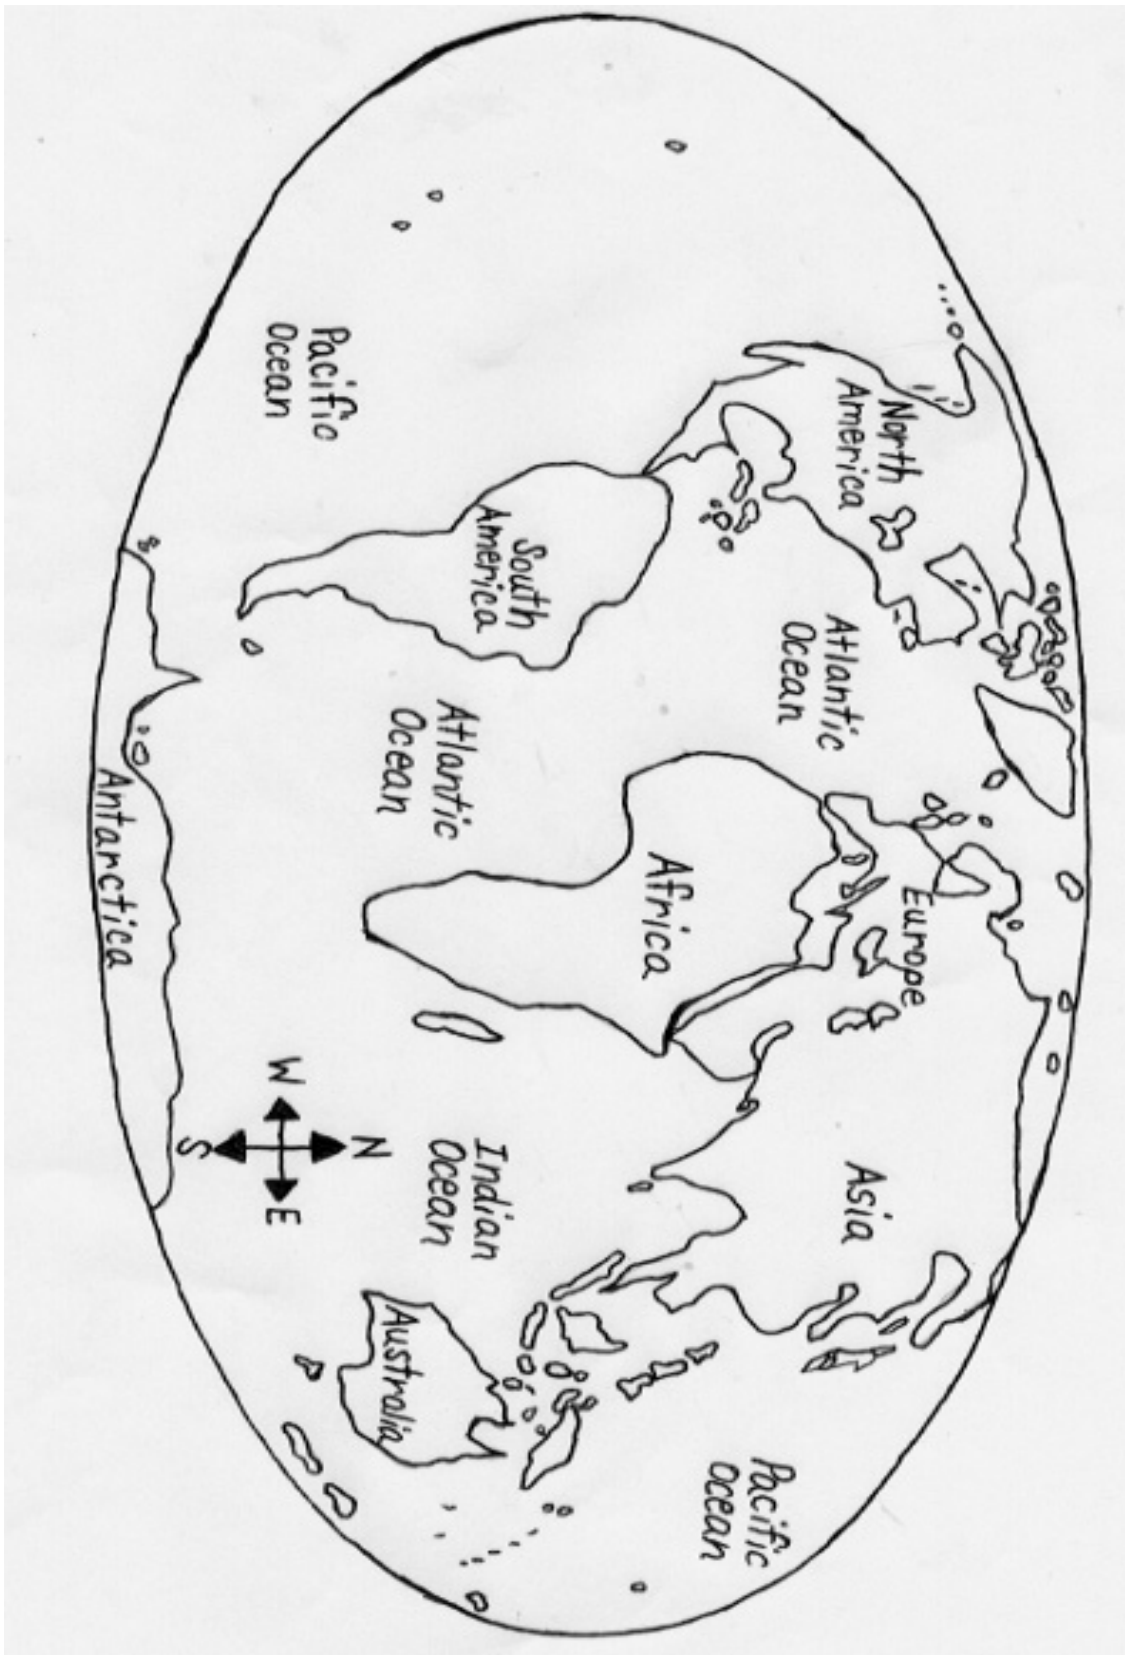 North
America
Atlantic
Ocean
Europe
Asia
Pacific
Ocean
Africa
South
America
Pacific
Ocean
Atlantic
Ocean
Indian
Ocean
Australia
N
W
E
S
Antarctica